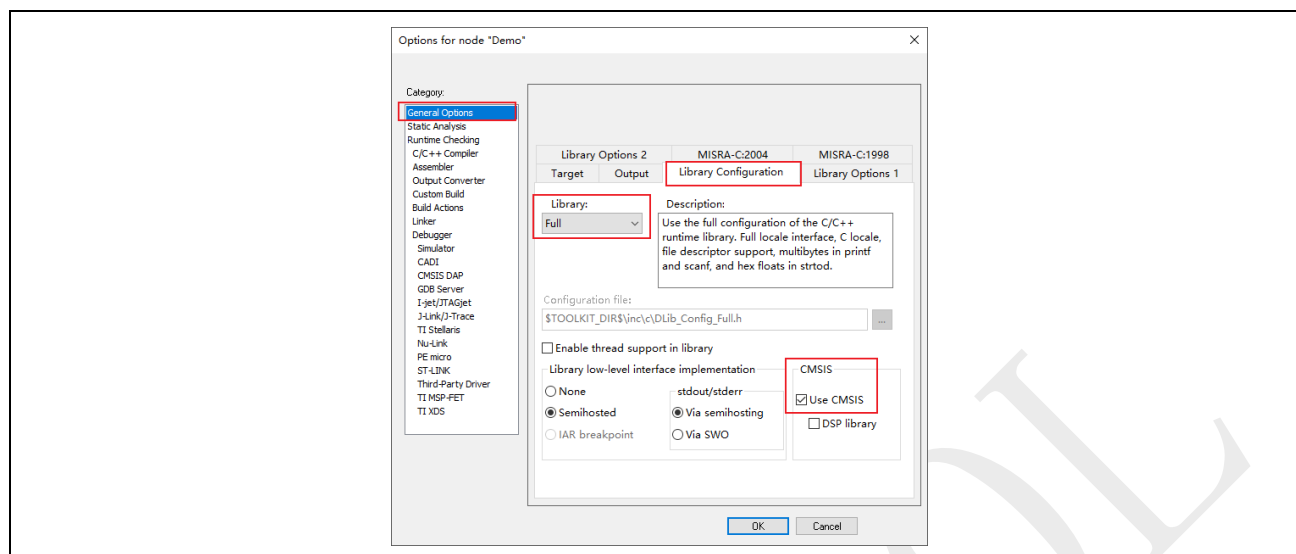 Options for node "Demo"
Category:
General Options
Static Analysis
Runtime Checking
C/C++ Compiler
Assembler
Output Converter
Custom Build
Build Actions
Linker
Debugger
Simulator
CADI
CMSIS DAP
GDB Server
I-jet/JTAGjet
J-Link/J-Trace
TI Stellaris
Nu-Link
PE micro
ST-LINK
Third-Party Driver
TI MSP-FET
TI XDS
Library Options 2 MISRA-C:2004 MISRA-C:1998
Target Output Library Configuration Library Options 1
Library:
Full
Description:
Use the full configuration of the C/C++
runtime library. Full locale interface, C locale,
file descriptor support, multibytes in printf
and scanf, and hex floats in strtod.
Configuration file:
$TOOLKIT_DIR$\inc\c\DLib_Config_Full.h
...
Enable thread support in library
Library low-level interface implementation
None
Semihosted
IAR breakpoint
stdout/stderr
Via semihosting
Via SWO
CMSIS
Use CMSIS
DSP library
OK Cancel